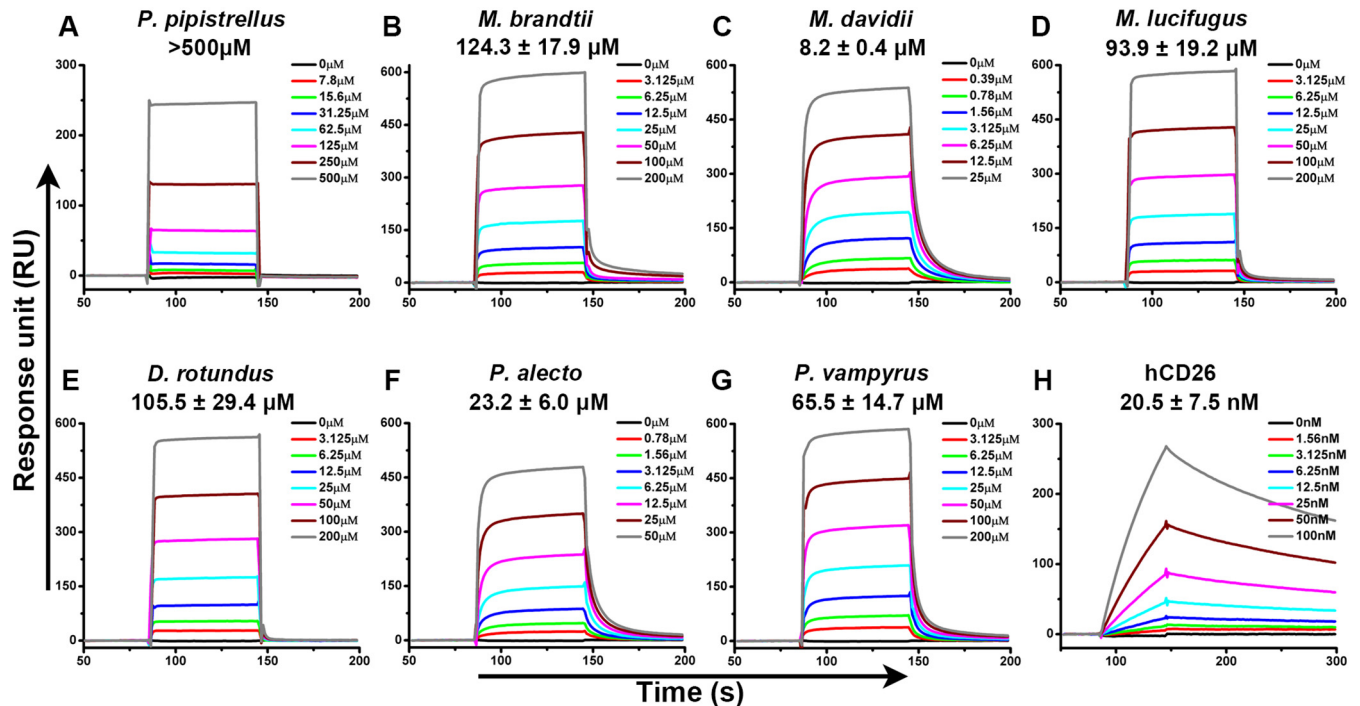 A
P. pipistrellus
>500μM
0μM
7.8μM
15.6μM
31.25μM
62.5μM
125μM
250μM
500μM
300
250
200
150
100
50
0
50 100 150 200
B
M. brandtii
124.3 ± 17.9 μM
0μM
3.125μM
6.25μM
12.5μM
25μM
50μM
100μM
200μM
600
450
300
150
0
50 100 150 200
C
M. davidii
8.2 ± 0.4 μM
0μM
0.39μM
0.78μM
1.56μM
3.125μM
6.25μM
12.5μM
25μM
600
450
300
150
0
50 100 150 200
D
M. lucifugus
93.9 ± 19.2 μM
0μM
3.125μM
6.25μM
12.5μM
25μM
50μM
100μM
200μM
600
450
300
150
0
50 100 150 200
Response unit (RU)
E
D. rotundus
105.5 ± 29.4 μM
0μM
3.125μM
6.25μM
12.5μM
25μM
50μM
100μM
200μM
600
450
300
150
0
50 100 150 200
F
P. alecto
23.2 ± 6.0 μM
0μM
0.78μM
1.56μM
3.125μM
6.25μM
12.5μM
25μM
50μM
600
450
300
150
0
50 100 150 200
G
P. vampyrus
65.5 ± 14.7 μM
0μM
3.125μM
6.25μM
12.5μM
25μM
50μM
100μM
200μM
600
450
300
150
0
50 100 150 200
H
hCD26
20.5 ± 7.5 nM
0nM
1.56nM
3.125nM
6.25nM
12.5nM
25nM
50nM
100nM
300
200
100
0
100 200 300
Time (s)